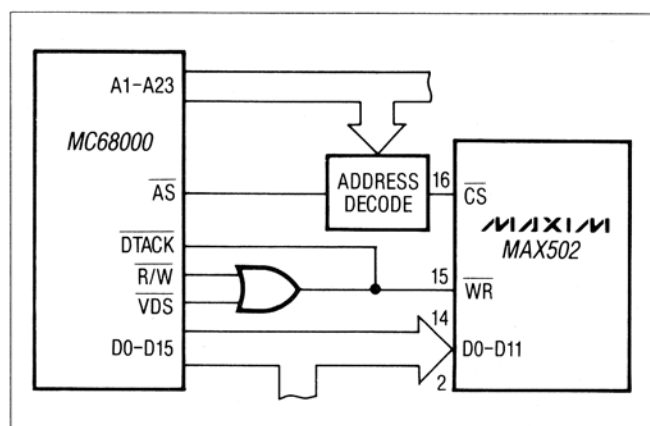 A1–A23
MC68000
AS
ADDRESS
DECODE
16
CS
MAXIM
MAX502
DTACK
R/W
15
WR
VDS
14
D0–D15
D0–D11
2